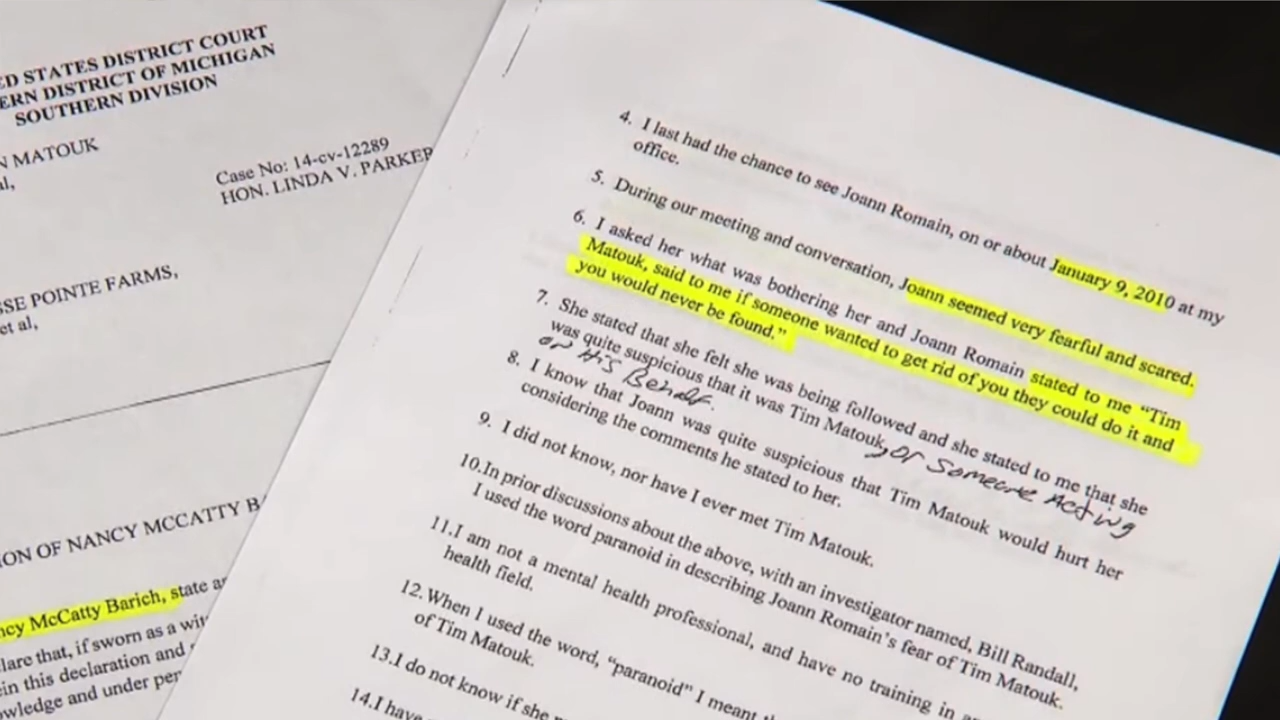 ED STATES DISTRICT COURT
ERN DISTRICT OF MICHIGAN
SOUTHERN DIVISION
N MATOUK
al,
Case No: 14-cv-12289
HON. LINDA V. PARKER
SSE POINTE FARMS,
et al,
ION OF NANCY MCCATTY B
ncy McCatty Barich, state a
lare that, if sworn as a wit
in this declaration and
wledge and under per
4. I last had the chance to see Joann Romain, on or about January 9, 2010 at my
office.
5. During our meeting and conversation, Joann seemed very fearful and scared.
6. I asked her what was bothering her and Joann Romain stated to me “Tim
Matouk, said to me if someone wanted to get rid of you they could do it and
you would never be found.”
7. She stated that she felt she was being followed and she stated to me that she
was quite suspicious that it was Tim Matouk, or someone Acting
on His Behalf.
8. I know that Joann was quite suspicious that Tim Matouk would hurt her
considering the comments he stated to her.
9. I did not know, nor have I ever met Tim Matouk.
10.In prior discussions about the above, with an investigator named, Bill Randall,
I used the word paranoid in describing Joann Romain's fear of Tim Matouk.
11.I am not a mental health professional, and have no training in a
health field.
12.When I used the word, “paranoid” I meant th
of Tim Matouk.
13.I do not know if she
14.I have